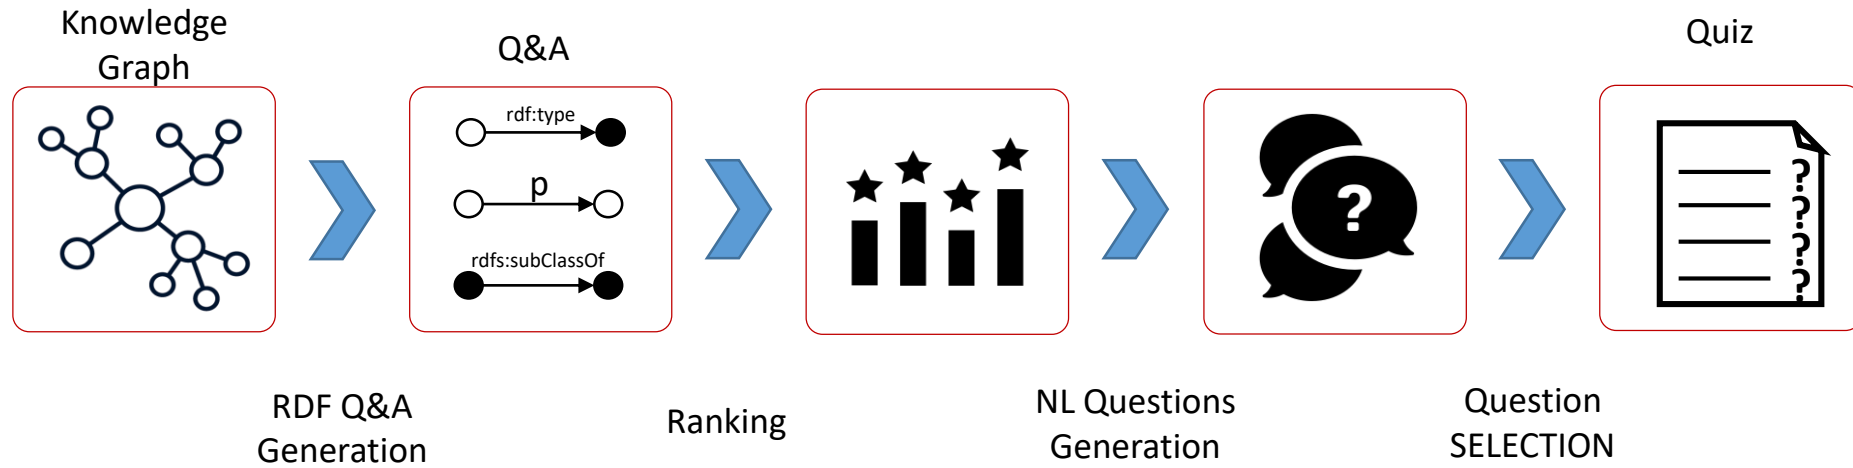 Knowledge
Graph
Q&A
Quiz
rdf:type
p
rdfs:subClassOf
?
?
?
?
?
RDF Q&A
Generation
Ranking
NL Questions
Generation
Question
SELECTION